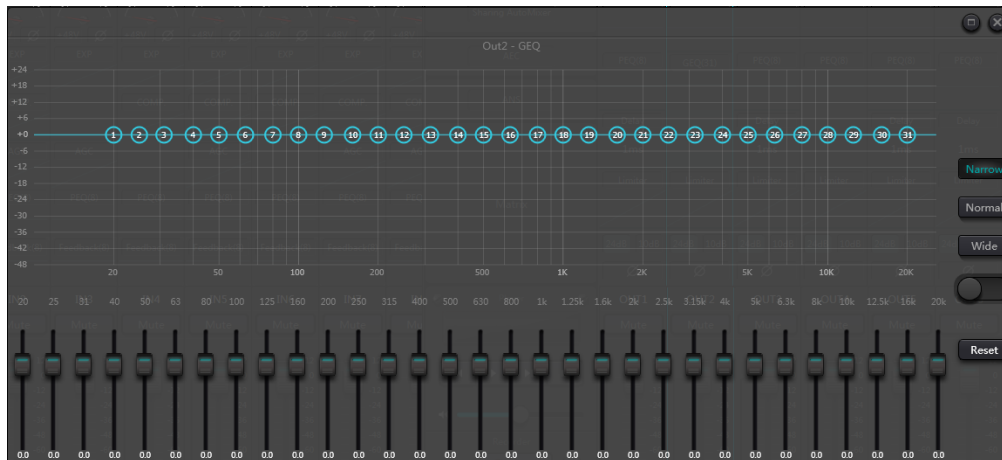 Out2 - GEQ
+24
+18
+12
+6
+0
-6
-12
-18
-24
-30
-36
-42
-48
1 2 3 4 5 6 7 8 9 10 11 12 13 14 15 16 17 18 19 20 21 22 23 24 25 26 27 28 29 30 31
20 50 100 200 500 1K 2K 5K 10K 20K
Narrow
Normal
Wide
Reset
20 25 31 40 50 63 80 100 125 160 200 250 315 400 500 630 800 1k 1.25k 1.6k 2k 2.5k 3.15k 4k 5k 6.3k 8k 10k 12.5k 16k 20k
0.0 0.0 0.0 0.0 0.0 0.0 0.0 0.0 0.0 0.0 0.0 0.0 0.0 0.0 0.0 0.0 0.0 0.0 0.0 0.0 0.0 0.0 0.0 0.0 0.0 0.0 0.0 0.0 0.0 0.0 0.0